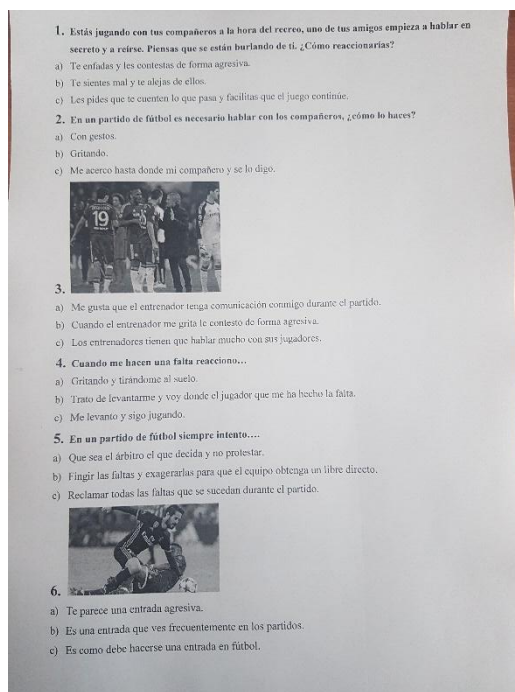 1. Estás jugando con tus compañeros a la hora del recreo, uno de tus amigos empieza a hablar en
secreto y a reírse. Piensas que se están burlando de ti. ¿Cómo reaccionarías?
a) Te enfadas y les contestas de forma agresiva.
b) Te sientes mal y te alejas de ellos.
c) Les pides que te cuenten lo que pasa y facilitas que el juego continúe.
2. En un partido de fútbol es necesario hablar con los compañeros, ¿cómo lo haces?
a) Con gestos.
b) Gritando.
c) Me acerco hasta donde mi compañero y se lo digo.
19
3.
a) Me gusta que el entrenador tenga comunicación conmigo durante el partido.
b) Cuando el entrenador me grita le contesto de forma agresiva.
c) Los entrenadores tienen que hablar mucho con sus jugadores.
4. Cuando me hacen una falta reacciono...
a) Gritando y tirándome al suelo.
b) Trato de levantarme y voy donde el jugador que me ha hecho la falta.
c) Me levanto y sigo jugando.
5. En un partido de fútbol siempre intento....
a) Que sea el árbitro el que decida y no protestar.
b) Fingir las faltas y exagerarlas para que el equipo obtenga un libre directo.
c) Reclamar todas las faltas que se sucedan durante el partido.
6.
a) Te parece una entrada agresiva.
b) Es una entrada que ves frecuentemente en los partidos.
c) Es como debe hacerse una entrada en fútbol.